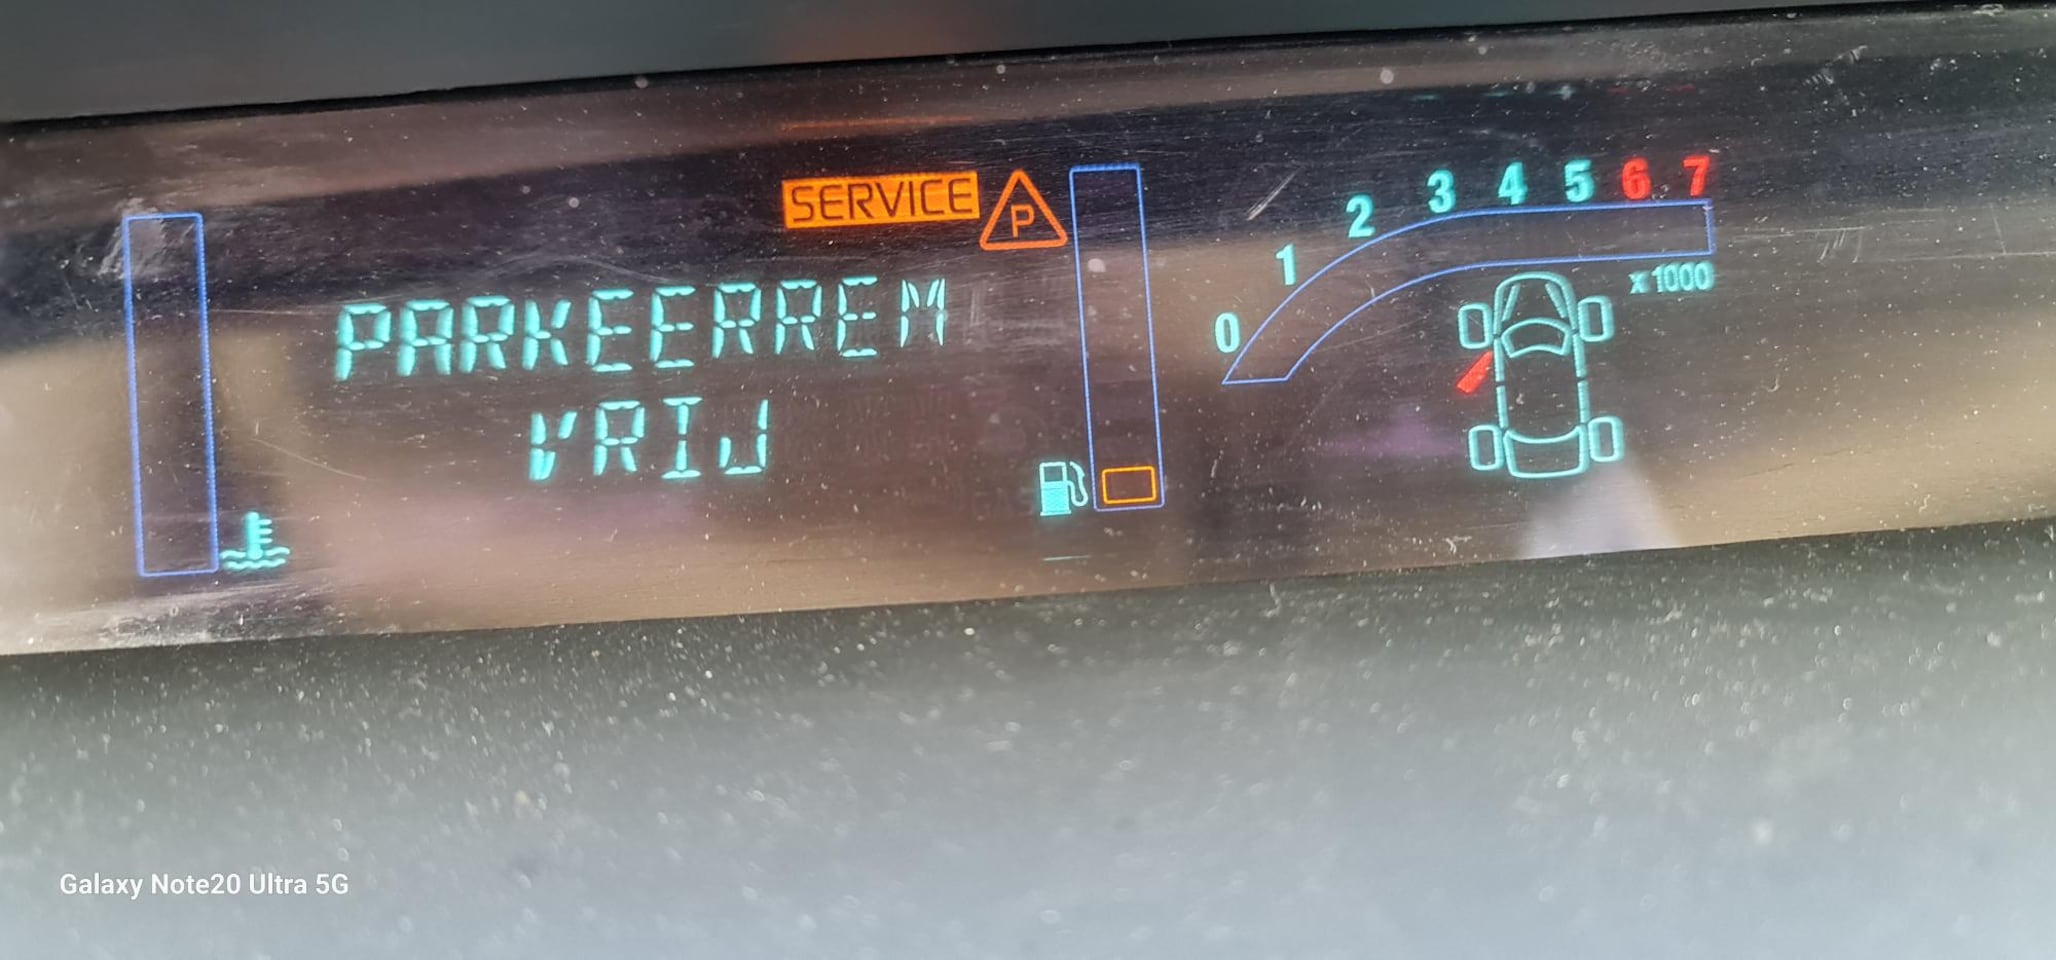 SERVICE
P
PARKEERREM
VRIJ
0 1 2 3 4 5 6 7
x1000
Galaxy Note20 Ultra 5G